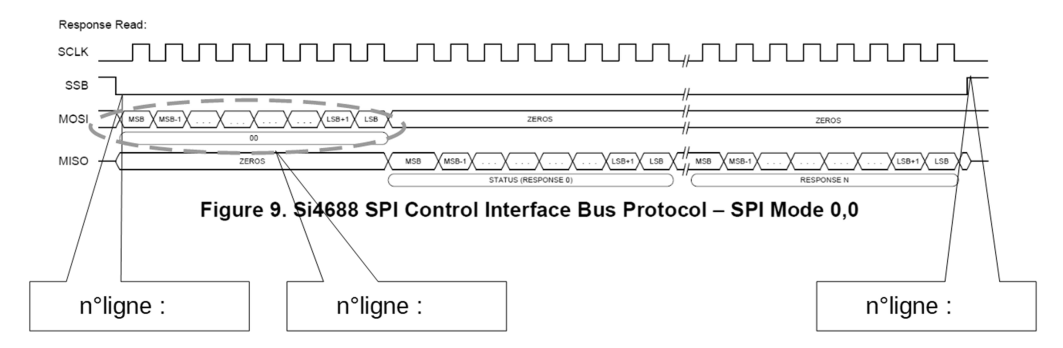 Response Read:
SCLK
SSB
MOSI MSB MSB-1 . . . . . . . . . . . . LSB+1 LSB ZEROS ZEROS
00
MISO ZEROS MSB MSB-1 . . . . . . . . . . . . LSB+1 LSB MSB MSB-1 . . . . . . . . . . . . LSB+1 LSB
STATUS (RESPONSE 0) RESPONSE N
Figure 9. Si4688 SPI Control Interface Bus Protocol – SPI Mode 0,0
n°ligne : n°ligne : n°ligne :